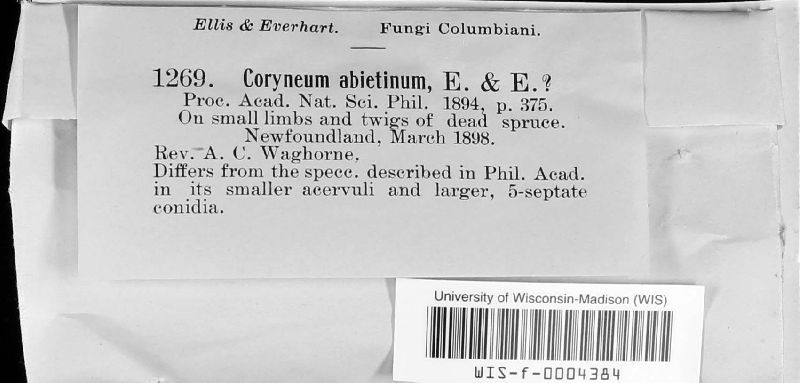 Ellis & Everhart. Fungi Columbiani.
1269. Coryneum abietinum, E. & E.?
Proc. Acad. Nat. Sci. Phil. 1894, p. 375.
On small limbs and twigs of dead spruce.
Newfoundland, March 1898.
Rev. A. C. Waghorne.
Differs from the specc. described in Phil. Acad.
in its smaller acervuli and larger, 5-septate
conidia.
University of Wisconsin-Madison (WIS)
WIS-f-0004384